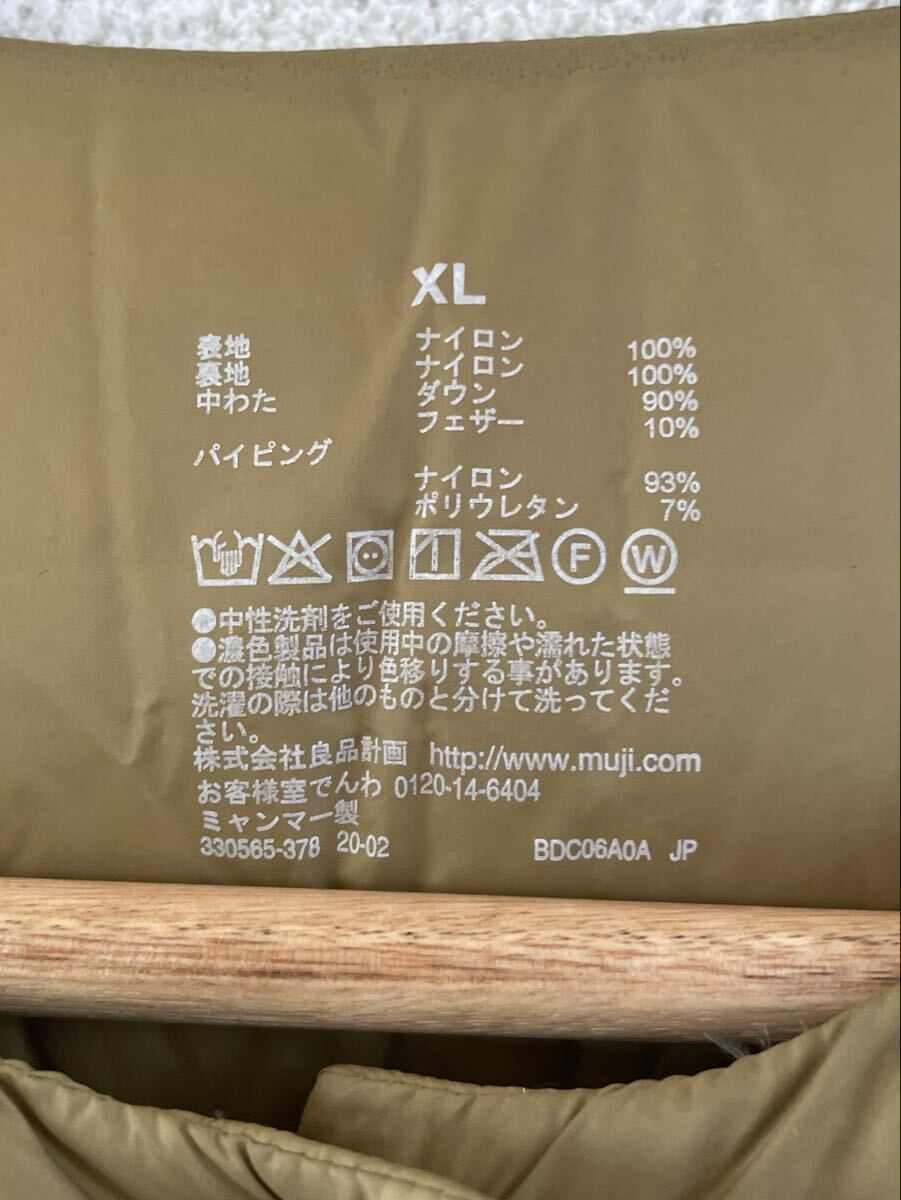 XL
表地 ナイロン 100%
裏地 ナイロン 100%
中わた ダウン 90%
フェザー 10%
パイピング
ナイロン 93%
ポリウレタン 7%
F W
●中性洗剤をご使用ください。
●濃色製品は使用中の摩擦や濡れた状態
での接触により色移りする事があります。
洗濯の際は他のものと分けて洗ってくだ
さい。
株式会社良品計画 http://www.muji.com
お客様室でんわ 0120-14-6404
ミャンマー製
330565-378 20-02 BDC06A0A JP